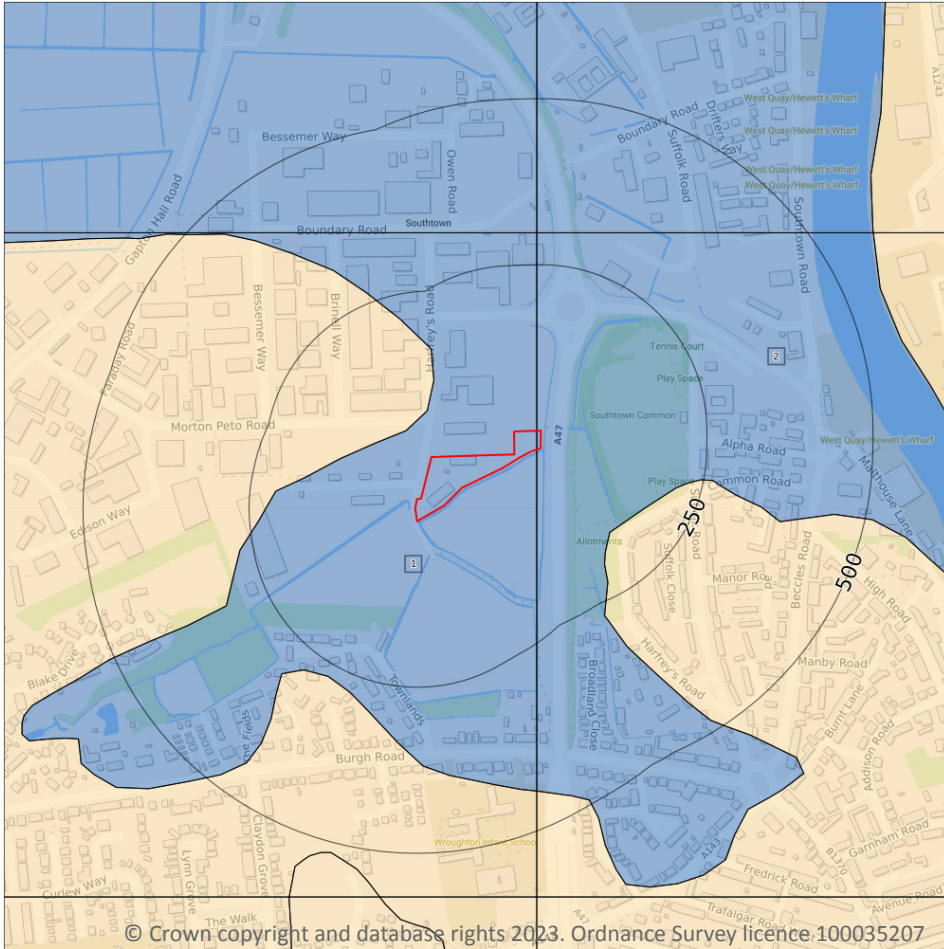 A1243
West Quay/Hewett's Wharf
Boundary Road
Drifters Way
West Quay/Hewett's Wharf
Bessemer Way
Suffolk Road
Owen Road
West Quay/Hewett's Wharf
West Quay/Hewett's Wharf
Gapton Hall Road
Southtown
Boundary Road
Southtown Road
Bessemer Way
Brinell Way
Harfrey's Road
Faraday Road
Tennis Court
2
Play Space
Southtown Common
Morton Peto Road
A47
West Quay/Hewett's Wharf
Alpha Road
Malthouse Lane
Play Space
Common Road
Edison Way
250
Allotments
1
Suffolk Close
Manor Road
Beccles Road
500
High Road
Harfrey's Road
Blake Drive
Manby Road
Townlands
Broadland Close
Burnt Lane
Addison Road
The Fields
Burgh Road
Claydon Grove
Wroughton Infant School
A143
Garnham Road
B1370
Lynn Grove
Fredrick Road
Curlew Way
Avenue Road
The Walk
A47
Trafalgar Road
© Crown copyright and database rights 2023. Ordnance Survey licence 100035207